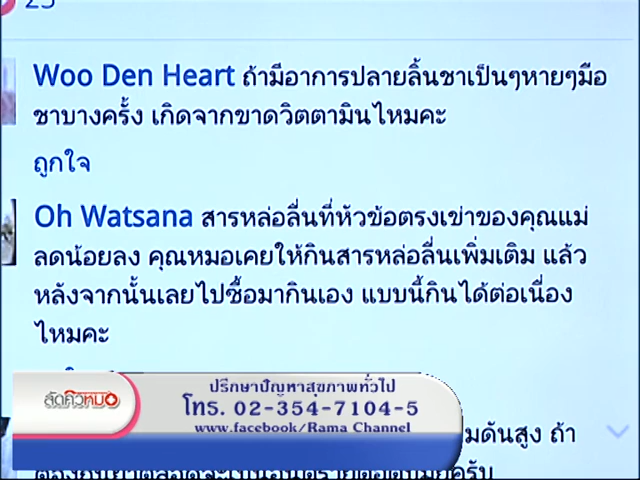 23
Woo Den Heart ถ้ามีอาการปลายลิ้นชาเป็นๆหายๆมือ
ชาบางครั้ง เกิดจากขาดวิตตามินไหมคะ
ถูกใจ
Oh Watsana สารหล่อลื่นที่หัวข้อตรงเข่าของคุณแม่
ลดน้อยลง คุณหมอเคยให้กินสารหล่อลื่นเพิ่มเติม แล้ว
หลังจากนั้นเลยไปซื้อมากินเอง แบบนี้กินได้ต่อเนื่อง
ไหมคะ
ลัดคิวหมอ
ปรึกษาปัญหาสุขภาพทั่วไป
โทร. 02-354-7104-5
www.facebook/Rama Channel
มดันสูง ถ้า